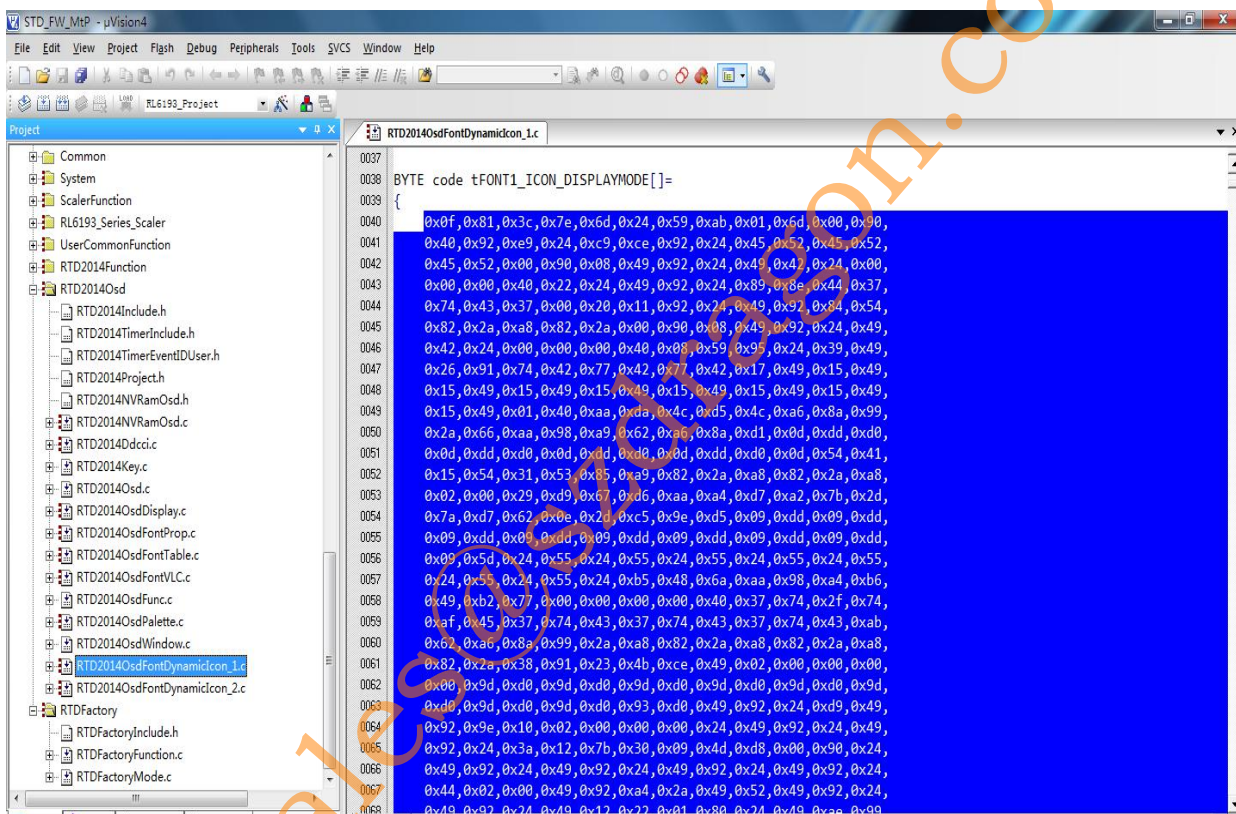 STD_FW_MtP - µVision4
File Edit View Project Flash Debug Peripherals Tools SVCS Window Help
RL6193_Project
Project
RTD2014OsdFontDynamicIcon_1.c
Common
System
ScalerFunction
RL6193_Series_Scaler
UserCommonFunction
RTD2014Function
RTD2014Osd
RTD2014Include.h
RTD2014TimerInclude.h
RTD2014TimerEventIDUser.h
RTD2014Project.h
RTD2014NVRamOsd.h
RTD2014NVRamOsd.c
RTD2014Ddcci.c
RTD2014Key.c
RTD2014Osd.c
RTD2014OsdDisplay.c
RTD2014OsdFontProp.c
RTD2014OsdFontTable.c
RTD2014OsdFontVLC.c
RTD2014OsdFunc.c
RTD2014OsdPalette.c
RTD2014OsdWindow.c
RTD2014OsdFontDynamicIcon_1.c
RTD2014OsdFontDynamicIcon_2.c
RTDFactory
RTDFactoryInclude.h
RTDFactoryFunction.c
RTDFactoryMode.c
0037
0038 BYTE code tFONT1_ICON_DISPLAYMODE[]=
0039 {
0040 0x0f,0x81,0x3c,0x7e,0x6d,0x24,0x59,0xab,0x01,0x6d,0x00,0x90,
0041 0x40,0x92,0xe9,0x24,0xc9,0xce,0x92,0x24,0x45,0x52,0x45,0x52,
0042 0x45,0x52,0x00,0x90,0x08,0x49,0x92,0x24,0x49,0x42,0x24,0x00,
0043 0x00,0x00,0x40,0x22,0x24,0x49,0x92,0x24,0x89,0x8e,0x44,0x37,
0044 0x74,0x43,0x37,0x00,0x20,0x11,0x92,0x24,0x49,0x92,0x84,0x54,
0045 0x82,0x2a,0xa8,0x82,0x2a,0x00,0x90,0x08,0x49,0x92,0x24,0x49,
0046 0x42,0x24,0x00,0x00,0x00,0x40,0x08,0x59,0x95,0x24,0x39,0x49,
0047 0x26,0x91,0x74,0x42,0x77,0x42,0x77,0x42,0x17,0x49,0x15,0x49,
0048 0x15,0x49,0x15,0x49,0x15,0x49,0x15,0x49,0x15,0x49,0x15,0x49,
0049 0x15,0x49,0x01,0x40,0xaa,0xda,0x4c,0xd5,0x4c,0xa6,0x8a,0x99,
0050 0x2a,0x66,0xaa,0x98,0xa9,0x62,0xa6,0x8a,0xd1,0x0d,0xdd,0xd0,
0051 0x0d,0xdd,0xd0,0x0d,0xdd,0xd0,0x0d,0xdd,0xd0,0x0d,0x54,0x41,
0052 0x15,0x54,0x31,0x53,0x85,0xa9,0x82,0x2a,0xa8,0x82,0x2a,0xa8,
0053 0x02,0x00,0x29,0xd9,0x67,0xd6,0xaa,0xa4,0xd7,0xa2,0x7b,0x2d,
0054 0x7a,0xd7,0x62,0x0e,0x2d,0xc5,0x9e,0xd5,0x09,0xdd,0x09,0xdd,
0055 0x09,0xdd,0x09,0xdd,0x09,0xdd,0x09,0xdd,0x09,0xdd,0x09,0xdd,
0056 0x09,0x5d,0x24,0x55,0x24,0x55,0x24,0x55,0x24,0x55,0x24,0x55,
0057 0x24,0x55,0x24,0x55,0x24,0xb5,0x48,0x6a,0xaa,0x98,0xa4,0xb6,
0058 0x49,0xb2,0x77,0x00,0x00,0x00,0x00,0x40,0x37,0x74,0x2f,0x74,
0059 0xaf,0x45,0x37,0x74,0x43,0x37,0x74,0x43,0x37,0x74,0x43,0xab,
0060 0x62,0xa6,0x8a,0x99,0x2a,0xa8,0x82,0x2a,0xa8,0x82,0x2a,0xa8,
0061 0x82,0x2a,0x38,0x91,0x23,0x4b,0xce,0x49,0x02,0x00,0x00,0x00,
0062 0x00,0x9d,0xd0,0x9d,0xd0,0x9d,0xd0,0x9d,0xd0,0x9d,0xd0,0x9d,
0063 0xd0,0x9d,0xd0,0x9d,0xd0,0x93,0xd0,0x49,0x92,0x24,0xd9,0x49,
0064 0x92,0x9e,0x10,0x02,0x00,0x00,0x00,0x24,0x49,0x92,0x24,0x49,
0065 0x92,0x24,0x3a,0x12,0x7b,0x30,0x09,0x4d,0xd8,0x00,0x90,0x24,
0066 0x49,0x92,0x24,0x49,0x92,0x24,0x49,0x92,0x24,0x49,0x92,0x24,
0067 0x44,0x02,0x00,0x49,0x92,0xa4,0x2a,0x49,0x52,0x49,0x92,0x24,
0068 0x49,0x92,0x24,0x49,0x12,0x22,0x01,0x80,0x24,0x49,0xae,0x99
ales@szdragon.co